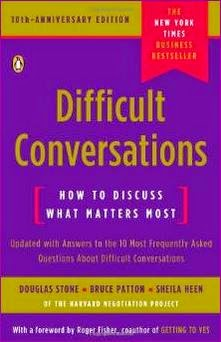 10th-ANNIVERSARY EDITION
THE
NEW YORK
TIMES
BUSINESS
BESTSELLER
Difficult
Conversations
[ HOW TO DISCUSS
WHAT MATTERS MOST ]
Updated with Answers to the 10 Most Frequently Asked
Questions About Difficult Conversations
DOUGLAS STONE • BRUCE PATTON • SHEILA HEEN
OF THE HARVARD NEGOTIATION PROJECT
With a foreword by Roger Fisher, coauthor of GETTING TO YES